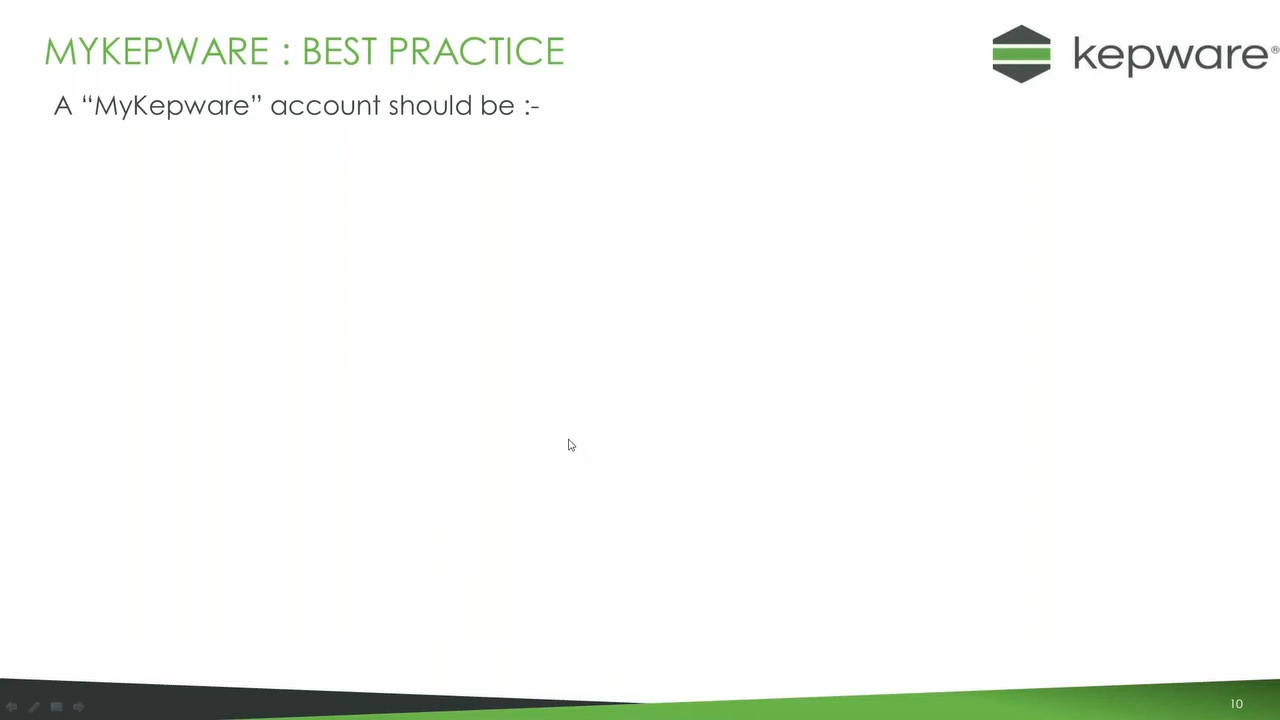 MYKEPWARE : BEST PRACTICE
kepware®
A “MyKepware” account should be :-
10